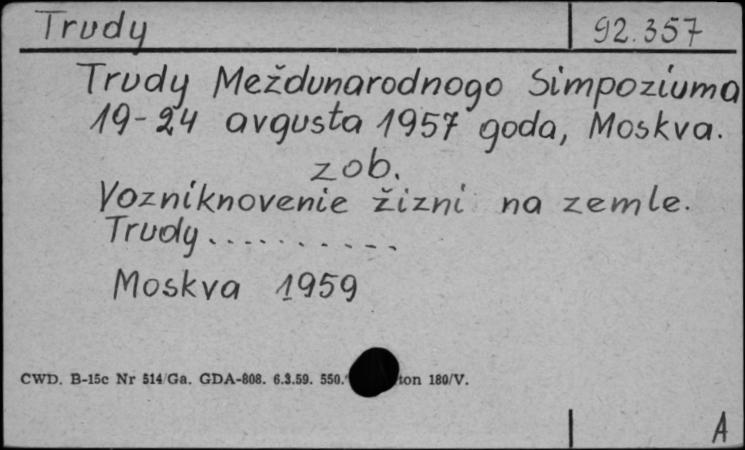 Trudy 92.357
Trudy Meždunarodnogo Simpoziuma
19-24 avgusta 1957 goda, Moskva.
zob.
Vozniknovenie žizni na zemle.
Trudy..........
Moskva 1959
CWD. B-15c Nr 514/Ga. GDA-808. 6.3.59. 550. ton 180/V.
A